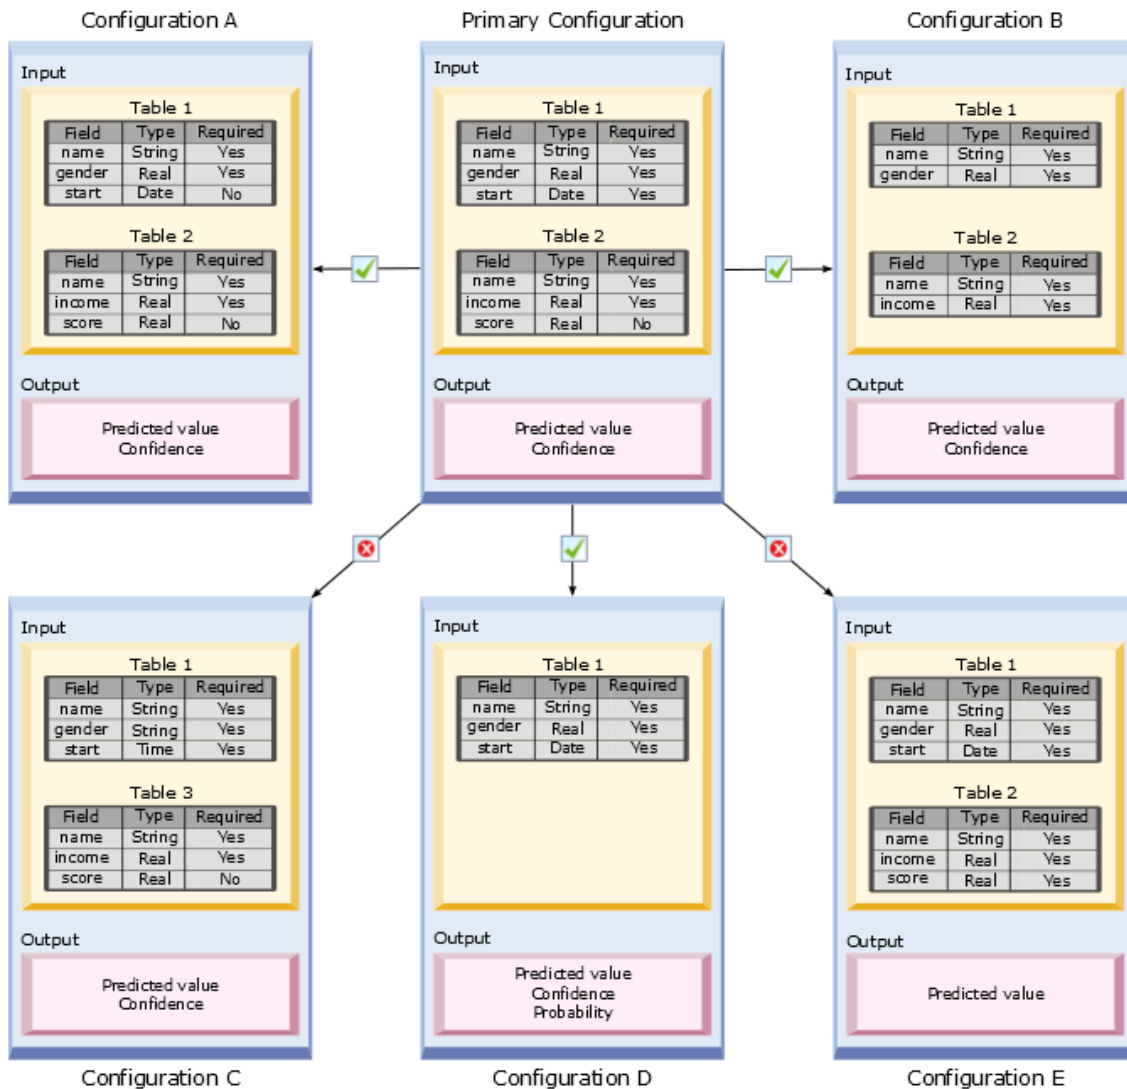 Configuration A
Input
Table 1
Field Type Required
name String Yes
gender Real Yes
start Date No
Table 2
Field Type Required
name String Yes
income Real Yes
score Real No
Output
Predicted value
Confidence
Primary Configuration
Input
Table 1
Field Type Required
name String Yes
gender Real Yes
start Date Yes
Table 2
Field Type Required
name String Yes
income Real Yes
score Real No
Output
Predicted value
Confidence
Configuration B
Input
Table 1
Field Type Required
name String Yes
gender Real Yes
Table 2
Field Type Required
name String Yes
income Real Yes
Output
Predicted value
Confidence
Input
Table 1
Field Type Required
name String Yes
gender String Yes
start Time Yes
Table 3
Field Type Required
name String Yes
income Real Yes
score Real No
Output
Predicted value
Confidence
Configuration C
Input
Table 1
Field Type Required
name String Yes
gender Real Yes
start Date Yes
Output
Predicted value
Confidence
Probability
Configuration D
Input
Table 1
Field Type Required
name String Yes
gender Real Yes
start Date Yes
Table 2
Field Type Required
name String Yes
income Real Yes
score Real Yes
Output
Predicted value
Configuration E